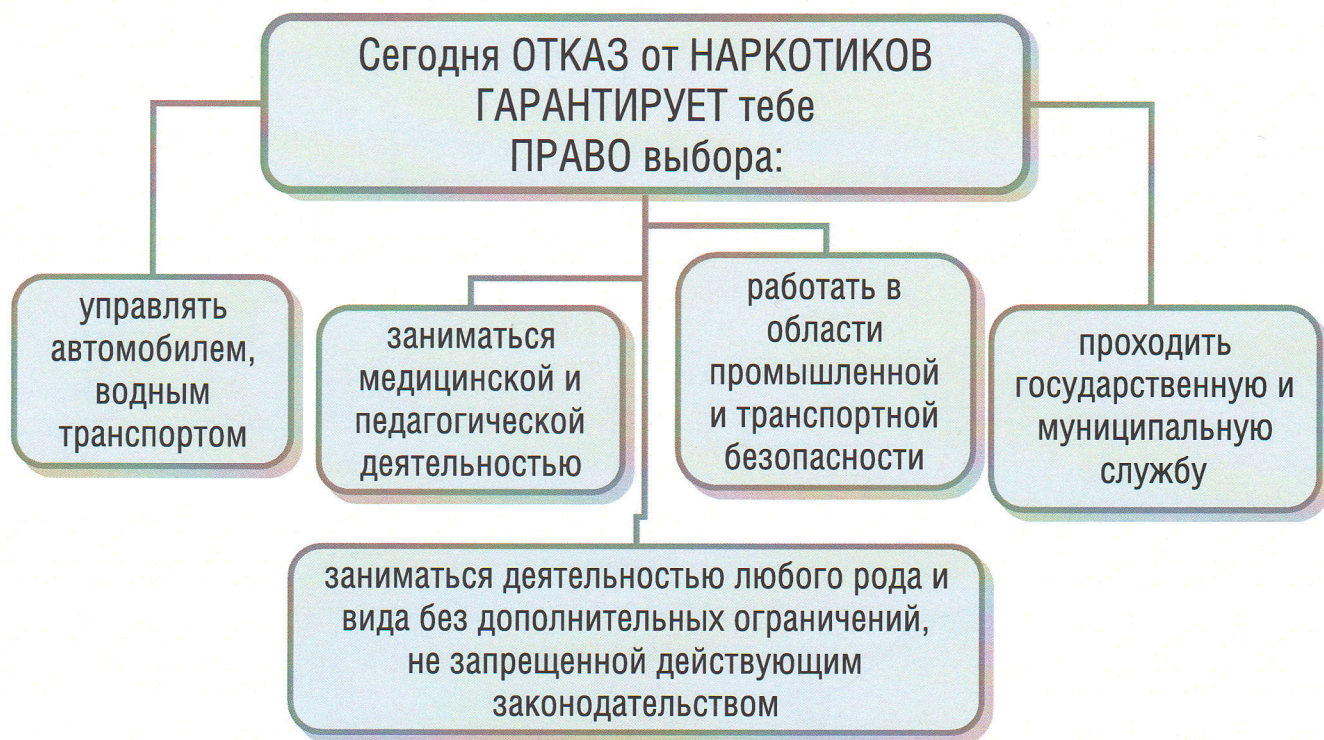 Сегодня ОТКАЗ от НАРКОТИКОВ
ГАРАНТИРУЕТ тебе
ПРАВО выбора:
управлять
автомобилем,
водным
транспортом
заниматься
медицинской и
педагогической
деятельностью
работать в
области
промышленной
и транспортной
безопасности
проходить
государственную и
муниципальную
службу
заниматься деятельностью любого рода и
вида без дополнительных ограничений,
не запрещенной действующим
законодательством